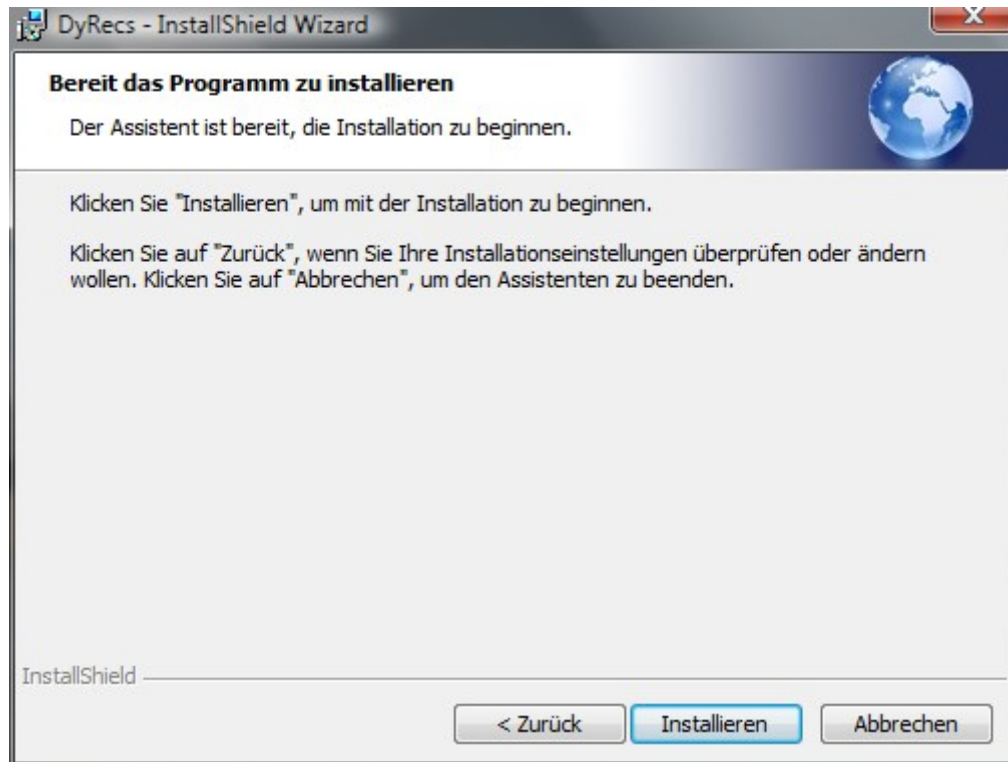 DyRecs - InstallShield Wizard
Bereit das Programm zu installieren
Der Assistent ist bereit, die Installation zu beginnen.
Klicken Sie "Installieren", um mit der Installation zu beginnen.
Klicken Sie auf "Zurück", wenn Sie Ihre Installationseinstellungen überprüfen oder ändern
wollen. Klicken Sie auf "Abbrechen", um den Assistenten zu beenden.
InstallShield
< Zurück
Installieren
Abbrechen